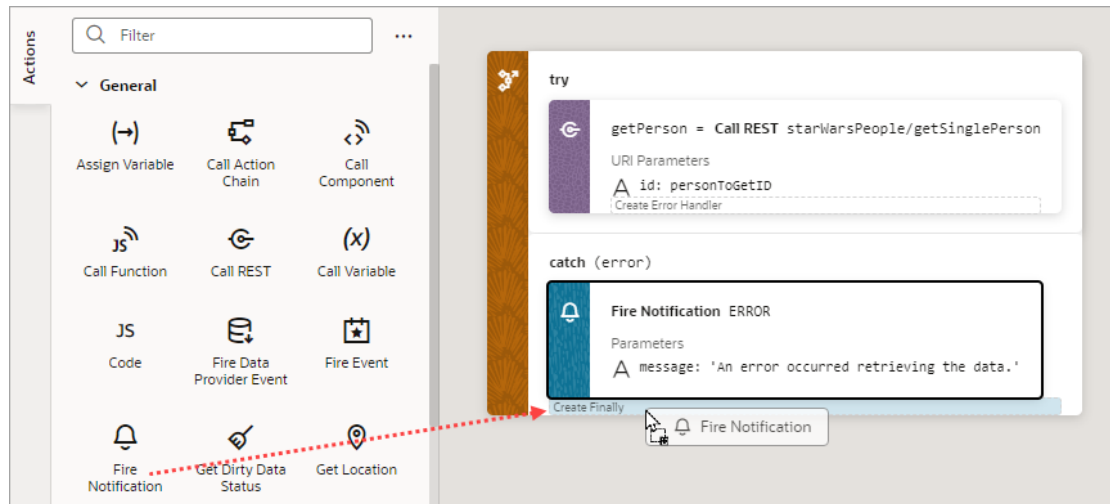 Actions
Filter
...
General
Assign Variable
Call Action
Chain
Call
Component
Call Function
Call REST
Call Variable
Code
Fire Data
Provider Event
Fire Event
Fire
Notification
Get Dirty Data
Status
Get Location
try
getPerson = Call REST starWarsPeople/getSinglePerson
URI Parameters
A id: personToGetID
Create Error Handler
catch (error)
Fire Notification ERROR
Parameters
A message: 'An error occurred retrieving the data.'
Create Finally
Fire Notification